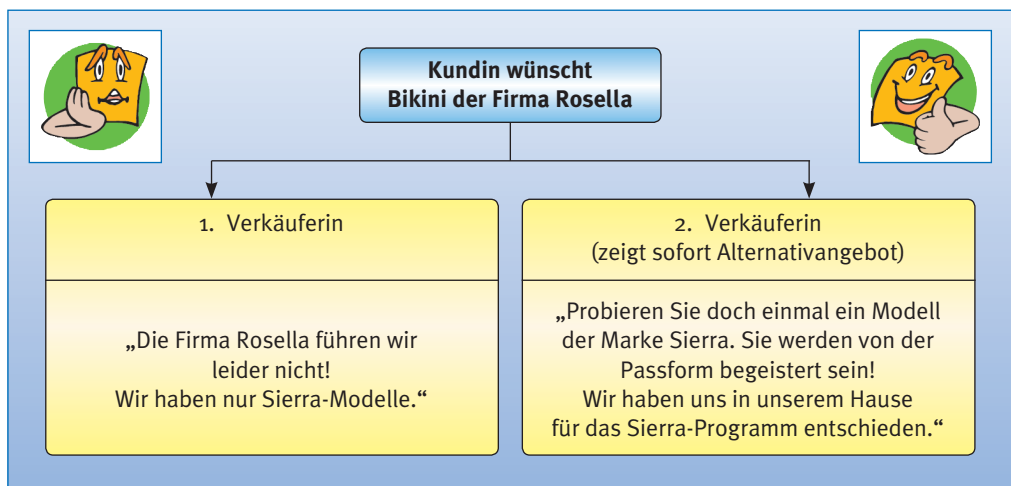 Kundin wünscht
Bikini der Firma Rosella
1. Verkäuferin
„Die Firma Rosella führen wir
leider nicht!
Wir haben nur Sierra-Modelle.“
2. Verkäuferin
(zeigt sofort Alternativangebot)
„Probieren Sie doch einmal ein Modell
der Marke Sierra. Sie werden von der
Passform begeistert sein!
Wir haben uns in unserem Hause
für das Sierra-Programm entschieden.“